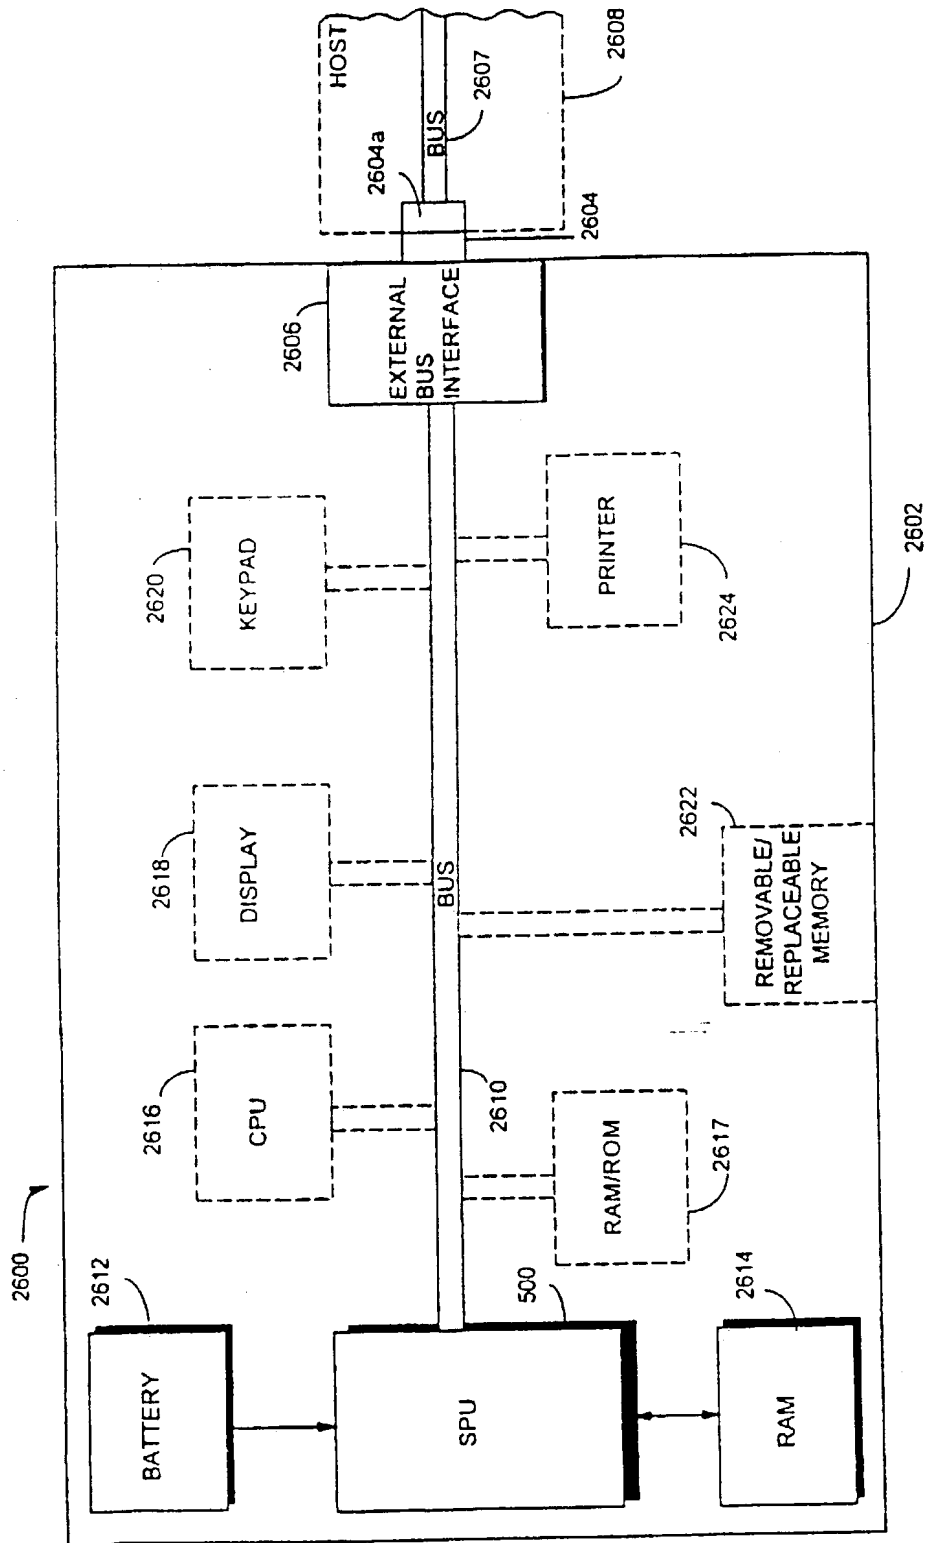 2600
BATTERY
2612
CPU
2616
DISPLAY
2618
KEYPAD
2620
EXTERNAL
BUS
INTERFACE
2606
HOST
2604a
BUS
2607
2608
2604
SPU
500
BUS
2610
RAM
2614
RAM/ROM
2617
REMOVABLE/
REPLACEABLE
MEMORY
2622
PRINTER
2624
2602